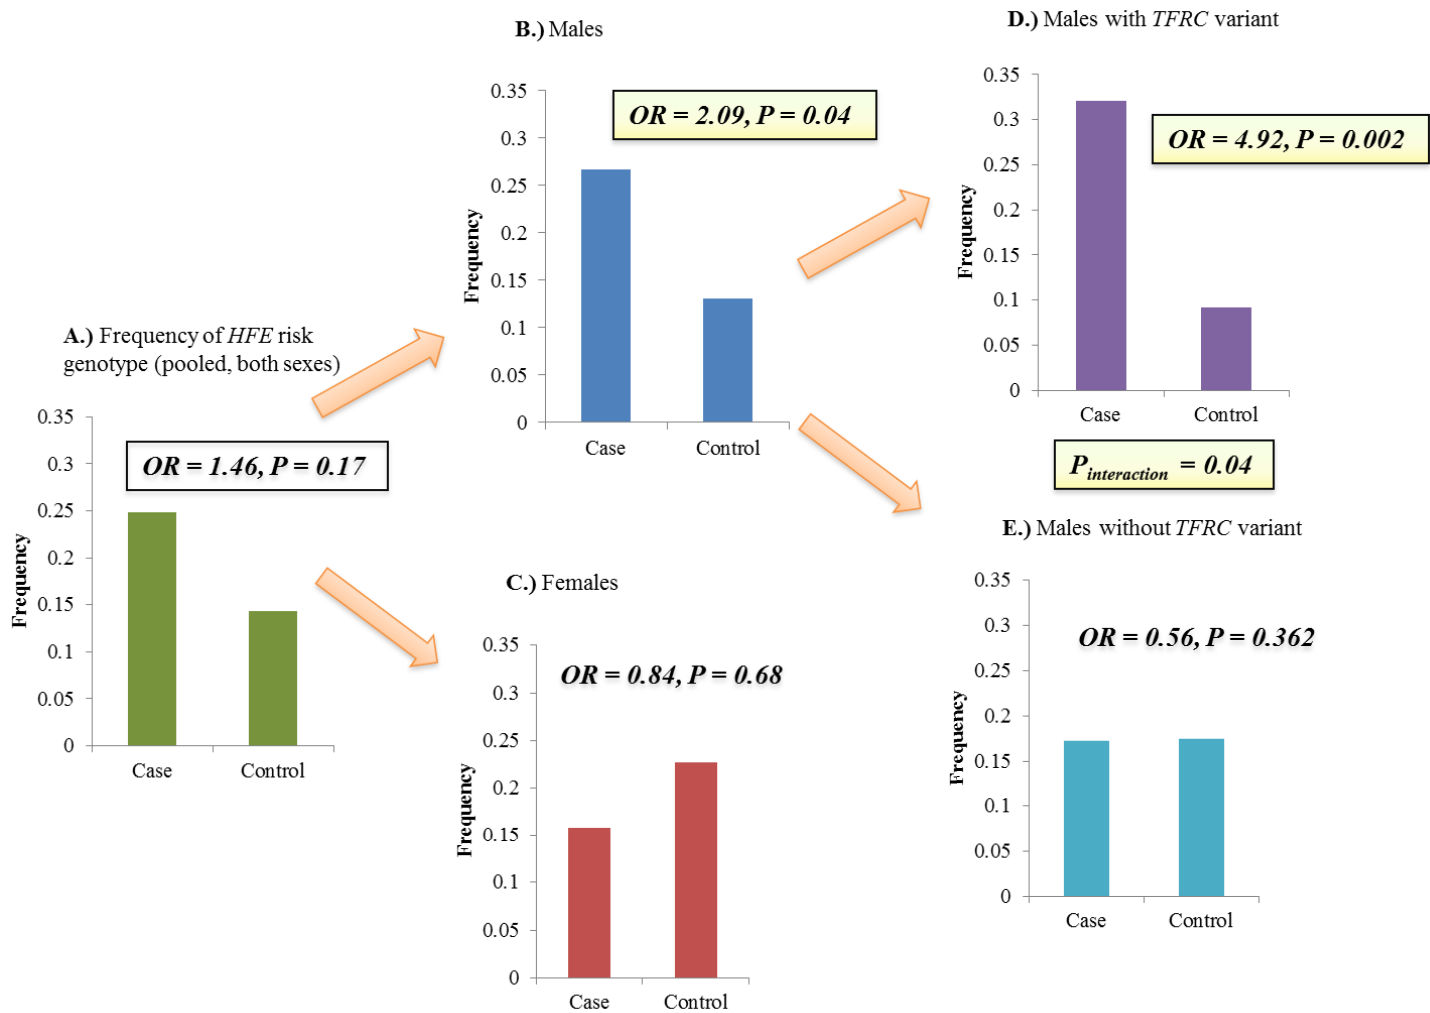 A.) Frequency of HFE risk
genotype (pooled, both sexes)
0.35
0.3
0.25
0.2
0.15
0.1
0.05
0
Frequency
OR = 1.46, P = 0.17
Case
Control
B.) Males
0.35
0.3
0.25
0.2
0.15
0.1
0.05
0
Frequency
OR = 2.09, P = 0.04
Case
Control
C.) Females
0.35
0.3
0.25
0.2
0.15
0.1
0.05
0
Frequency
OR = 0.84, P = 0.68
Case
Control
D.) Males with TFRC variant
0.35
0.3
0.25
0.2
0.15
0.1
0.05
0
Frequency
OR = 4.92, P = 0.002
Case
Control
Pinteraction = 0.04
E.) Males without TFRC variant
0.35
0.3
0.25
0.2
0.15
0.1
0.05
0
Frequency
OR = 0.56, P = 0.362
Case
Control